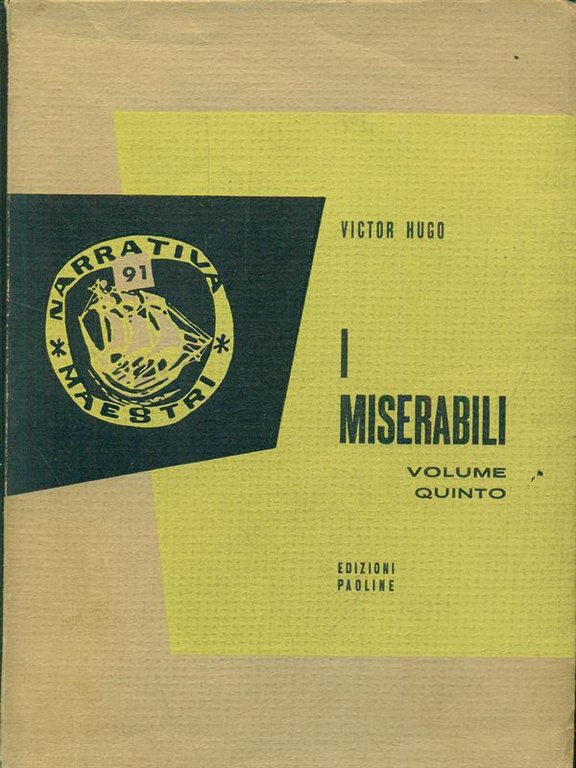 NARRATIVA
91
MAESTRI
VICTOR HUGO
I
MISERABILI
VOLUME
QUINTO
EDIZIONI
PAOLINE